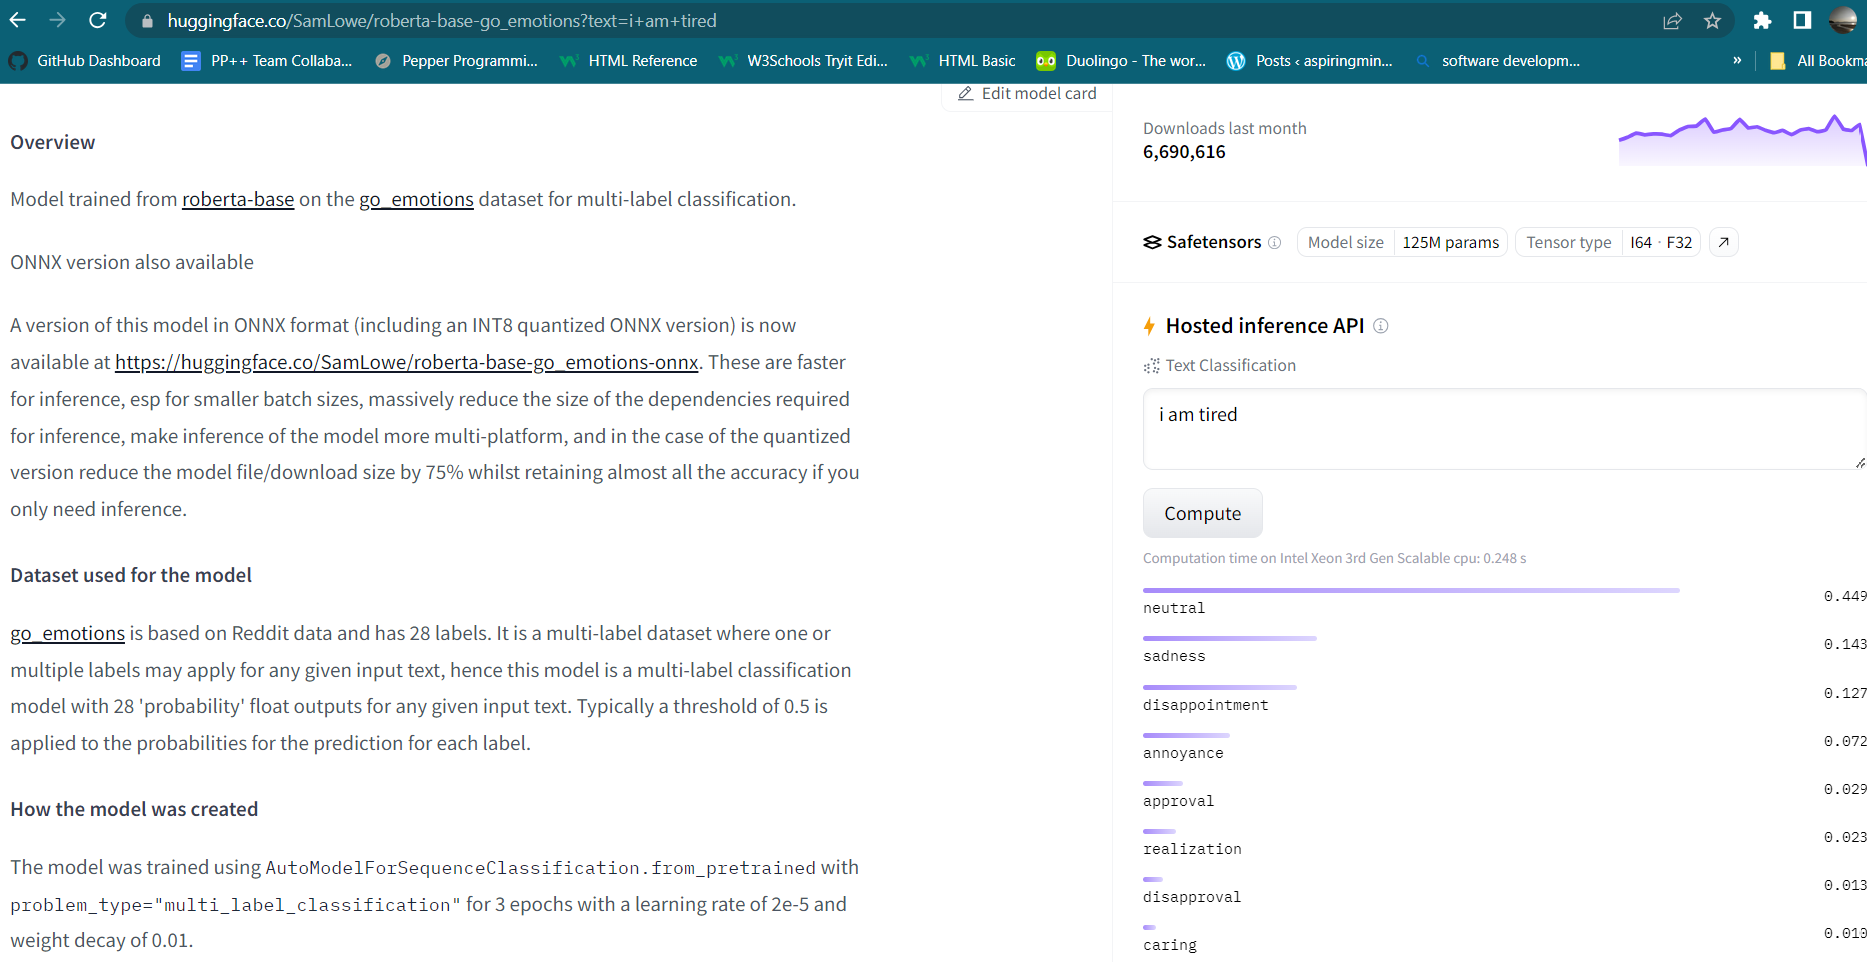 huggingface.co/SamLowe/roberta-base-go_emotions?text=i+am+tired
GitHub Dashboard
PP++ Team Collaba...
Pepper Programmi...
HTML Reference
W3Schools Tryit Edi...
HTML Basic
Duolingo - The wor...
Posts ‹ aspiringmin...
software developm...
»
All Bookma
Edit model card
Overview
Model trained from roberta-base on the go_emotions dataset for multi-label classification.
ONNX version also available
A version of this model in ONNX format (including an INT8 quantized ONNX version) is now
available at https://huggingface.co/SamLowe/roberta-base-go_emotions-onnx. These are faster
for inference, esp for smaller batch sizes, massively reduce the size of the dependencies required
for inference, make inference of the model more multi-platform, and in the case of the quantized
version reduce the model file/download size by 75% whilst retaining almost all the accuracy if you
only need inference.
Dataset used for the model
go_emotions is based on Reddit data and has 28 labels. It is a multi-label dataset where one or
multiple labels may apply for any given input text, hence this model is a multi-label classification
model with 28 'probability' float outputs for any given input text. Typically a threshold of 0.5 is
applied to the probabilities for the prediction for each label.
How the model was created
The model was trained using AutoModelForSequenceClassification.from_pretrained with
problem_type="multi_label_classification" for 3 epochs with a learning rate of 2e-5 and
weight decay of 0.01.
Downloads last month
6,690,616
Safetensors
Model size 125M params
Tensor type I64 · F32
Hosted inference API
Text Classification
i am tired
Compute
Computation time on Intel Xeon 3rd Gen Scalable cpu: 0.248 s
neutral 0.449
sadness 0.143
disappointment 0.127
annoyance 0.072
approval 0.029
realization 0.023
disapproval 0.013
caring 0.010